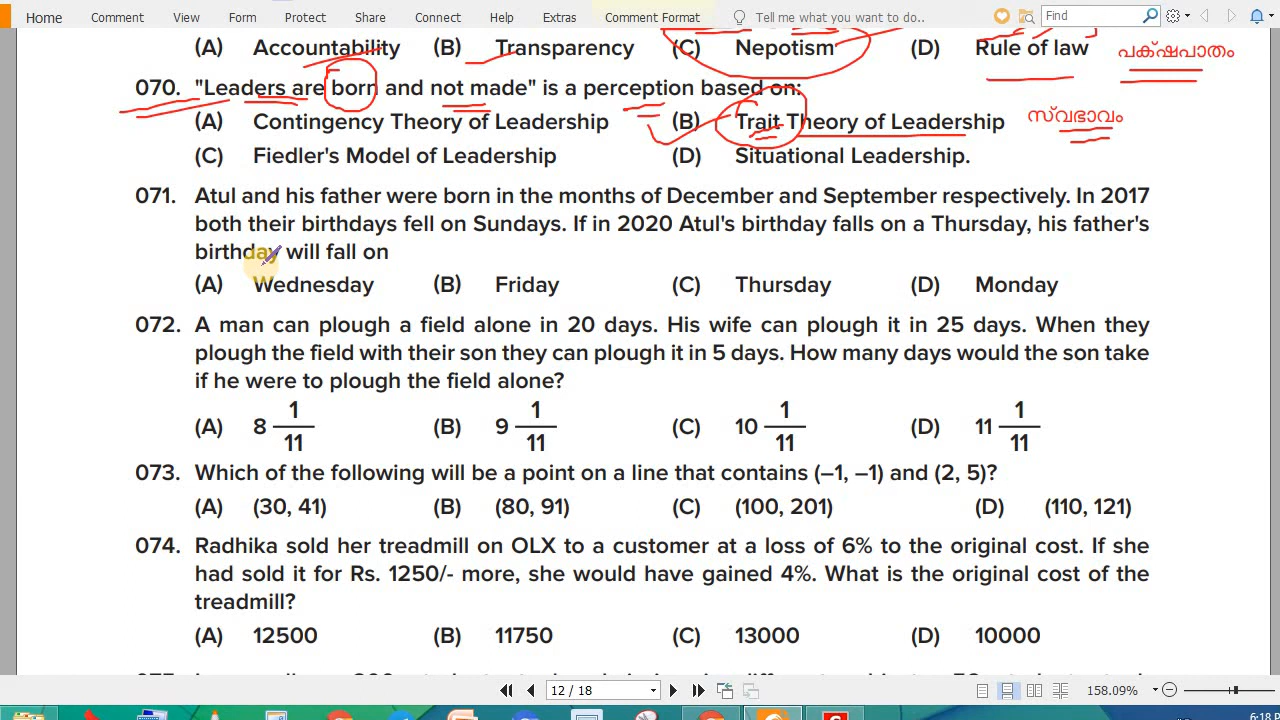 Home Comment View Form Protect Share Connect Help Extras Comment Format Tell me what you want to do.. Find
(A) Accountability (B) Transparency (C) Nepotism (D) Rule of law പക്ഷപാതം
070. "Leaders are born and not made" is a perception based on:
(A) Contingency Theory of Leadership (B) Trait Theory of Leadership സ്വഭാവം
(C) Fiedler's Model of Leadership (D) Situational Leadership.
071. Atul and his father were born in the months of December and September respectively. In 2017
both their birthdays fell on Sundays. If in 2020 Atul's birthday falls on a Thursday, his father's
birthday will fall on
(A) Wednesday (B) Friday (C) Thursday (D) Monday
072. A man can plough a field alone in 20 days. His wife can plough it in 25 days. When they
plough the field with their son they can plough it in 5 days. How many days would the son take
if he were to plough the field alone?
(A) 8 1/11 (B) 9 1/11 (C) 10 1/11 (D) 11 1/11
073. Which of the following will be a point on a line that contains (–1, –1) and (2, 5)?
(A) (30, 41) (B) (80, 91) (C) (100, 201) (D) (110, 121)
074. Radhika sold her treadmill on OLX to a customer at a loss of 6% to the original cost. If she
had sold it for Rs. 1250/- more, she would have gained 4%. What is the original cost of the
treadmill?
(A) 12500 (B) 11750 (C) 13000 (D) 10000
12 / 18 158.09%
6:18 P